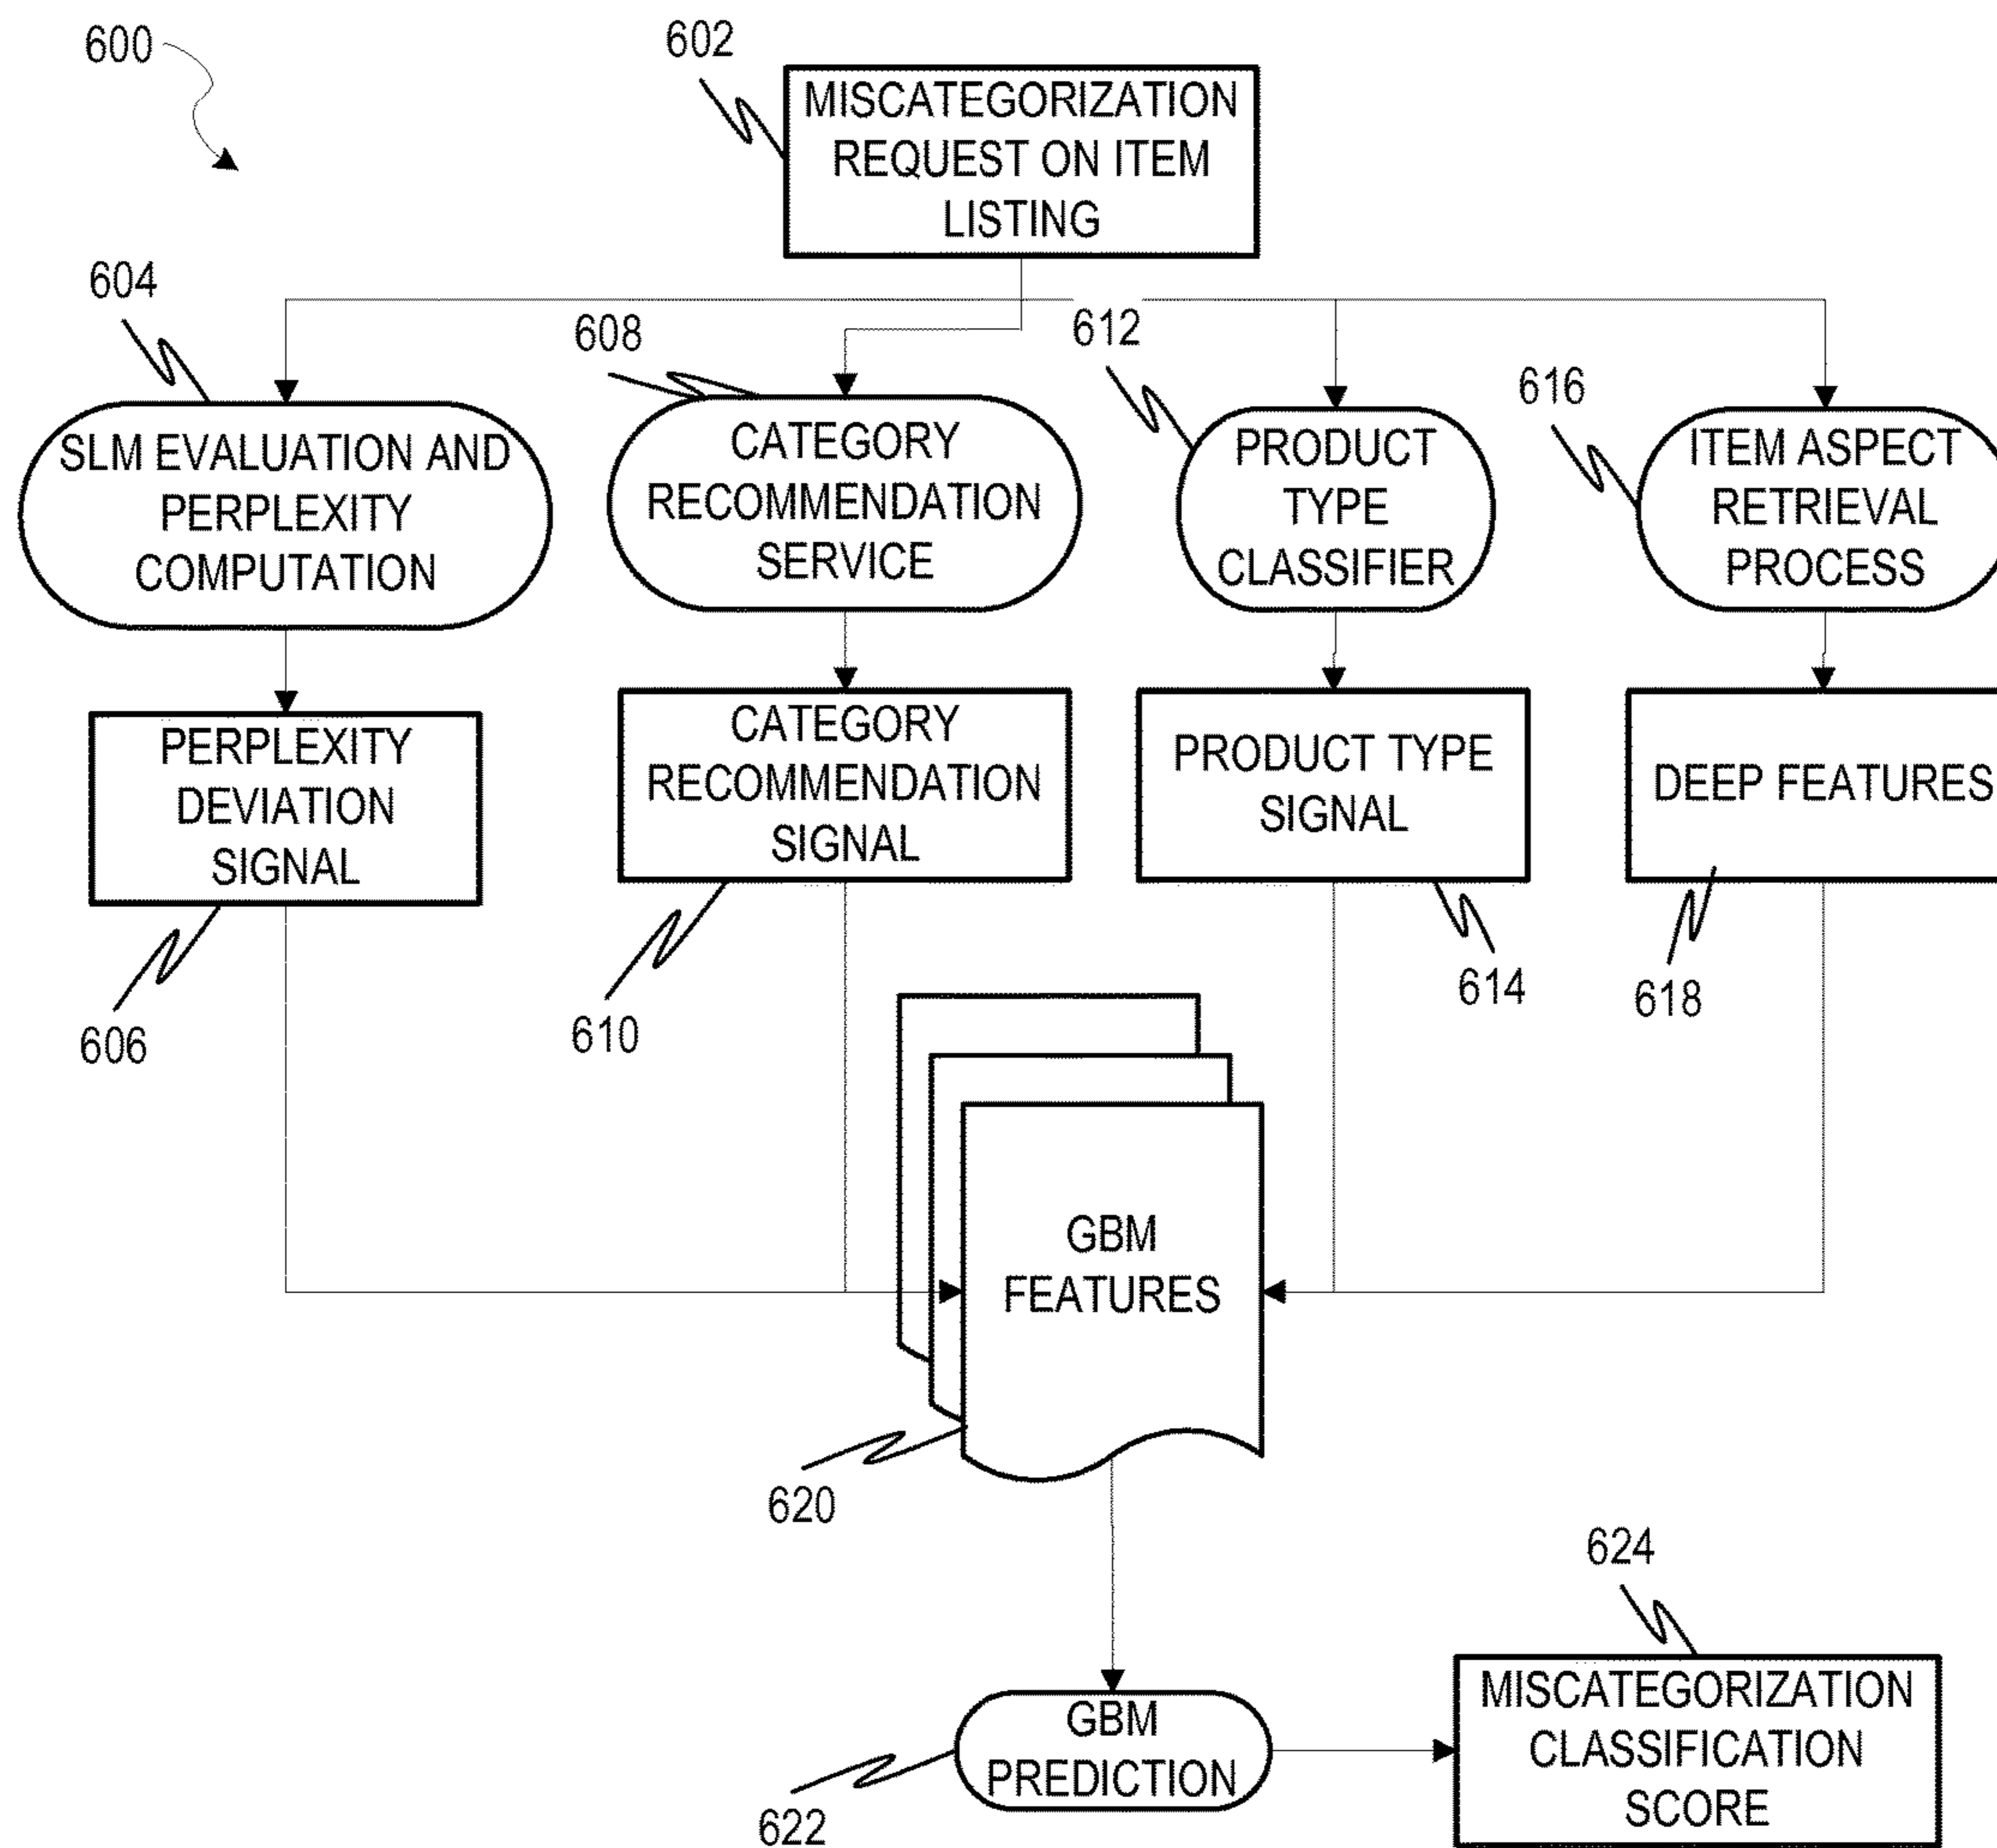 600
602
MISCATEGORIZATION
REQUEST ON ITEM
LISTING
604
608
612
616
SLM EVALUATION AND
PERPLEXITY
COMPUTATION
CATEGORY
RECOMMENDATION
SERVICE
PRODUCT
TYPE
CLASSIFIER
ITEM ASPECT
RETRIEVAL
PROCESS
PERPLEXITY
DEVIATION
SIGNAL
CATEGORY
RECOMMENDATION
SIGNAL
PRODUCT TYPE
SIGNAL
DEEP FEATURES
606
610
614
618
GBM
FEATURES
620
624
GBM
PREDICTION
622
MISCATEGORIZATION
CLASSIFICATION
SCORE